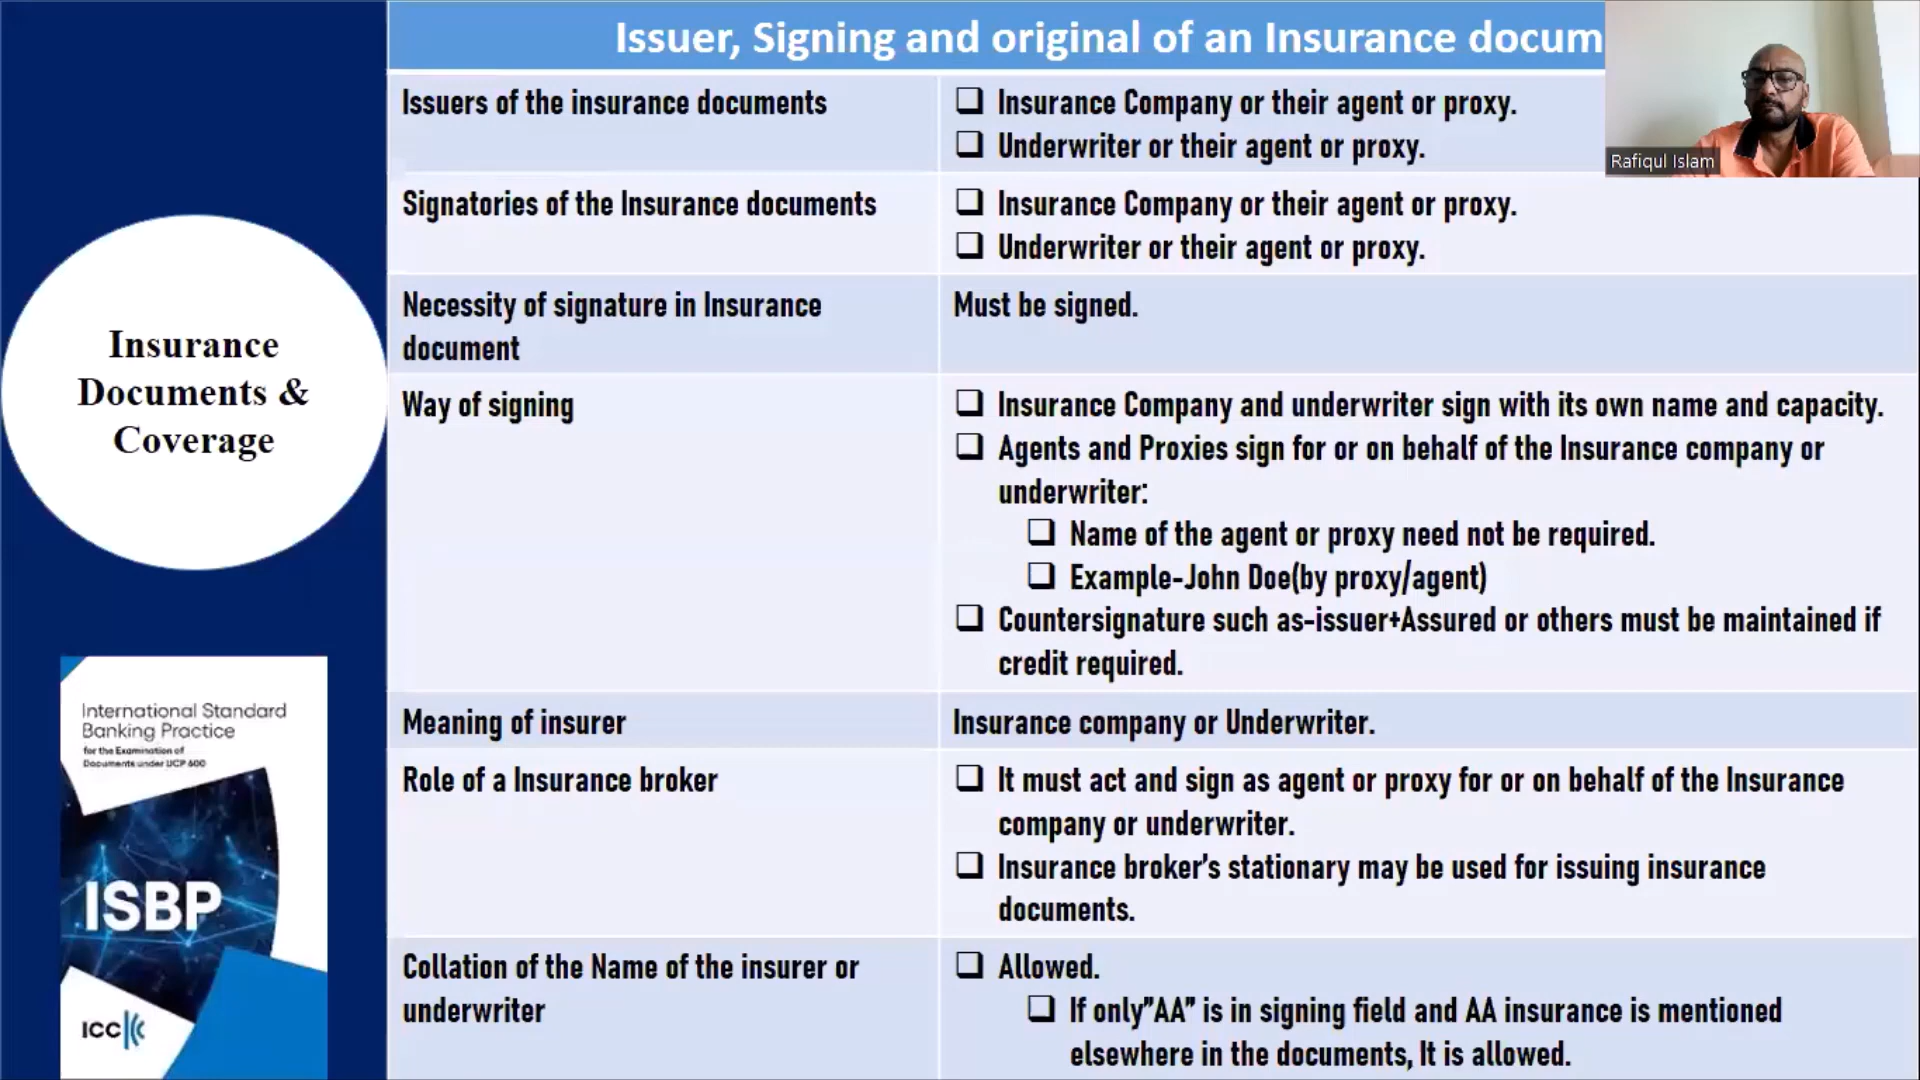 Issuer, Signing and original of an Insurance docum
Rafiqul Islam
Issuers of the insurance documents
❑ Insurance Company or their agent or proxy.
❑ Underwriter or their agent or proxy.
Signatories of the Insurance documents
❑ Insurance Company or their agent or proxy.
❑ Underwriter or their agent or proxy.
Necessity of signature in Insurance
document
Must be signed.
Way of signing
❑ Insurance Company and underwriter sign with its own name and capacity.
❑ Agents and Proxies sign for or on behalf of the Insurance company or
underwriter:
❑ Name of the agent or proxy need not be required.
❑ Example-John Doe(by proxy/agent)
❑ Countersignature such as-issuer+Assured or others must be maintained if
credit required.
Meaning of insurer
Insurance company or Underwriter.
Role of a Insurance broker
❑ It must act and sign as agent or proxy for or on behalf of the Insurance
company or underwriter.
❑ Insurance broker's stationary may be used for issuing insurance
documents.
Collation of the Name of the insurer or
underwriter
❑ Allowed.
❑ If only"AA" is in signing field and AA insurance is mentioned
elsewhere in the documents, It is allowed.
Insurance
Documents &
Coverage
International Standard
Banking Practice
for the Examination of
Documents under UCP 600
ISBP
ICC